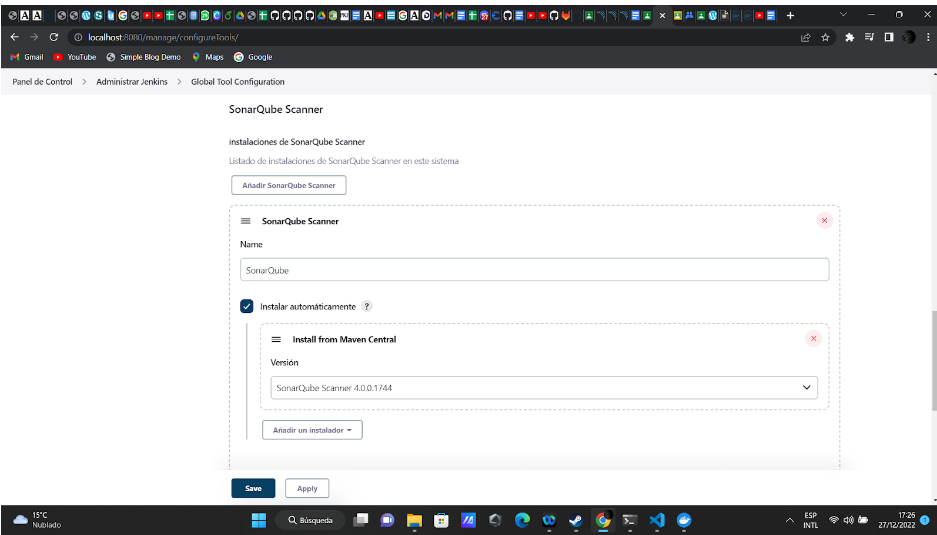 localhost:8080/manage/configureTools/
Gmail YouTube Simple Blog Demo Maps Google
Panel de Control > Administrar Jenkins > Global Tool Configuration
SonarQube Scanner
instalaciones de SonarQube Scanner
Listado de instalaciones de SonarQube Scanner en este sistema
Añadir SonarQube Scanner
SonarQube Scanner
Name
SonarQube
Instalar automáticamente ?
Install from Maven Central
Versión
SonarQube Scanner 4.0.0.1744
Añadir un instalador
Save Apply
15°C
Nublado
Búsqueda
ESP
INTL
17:26
27/12/2022